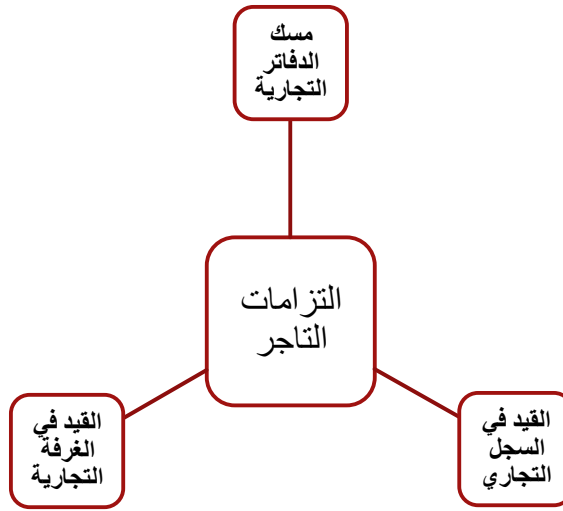 مسك
الدفاتر
التجارية
التزامات
التاجر
القيد في
السجل
التجاري
القيد في
الغرفة
التجارية